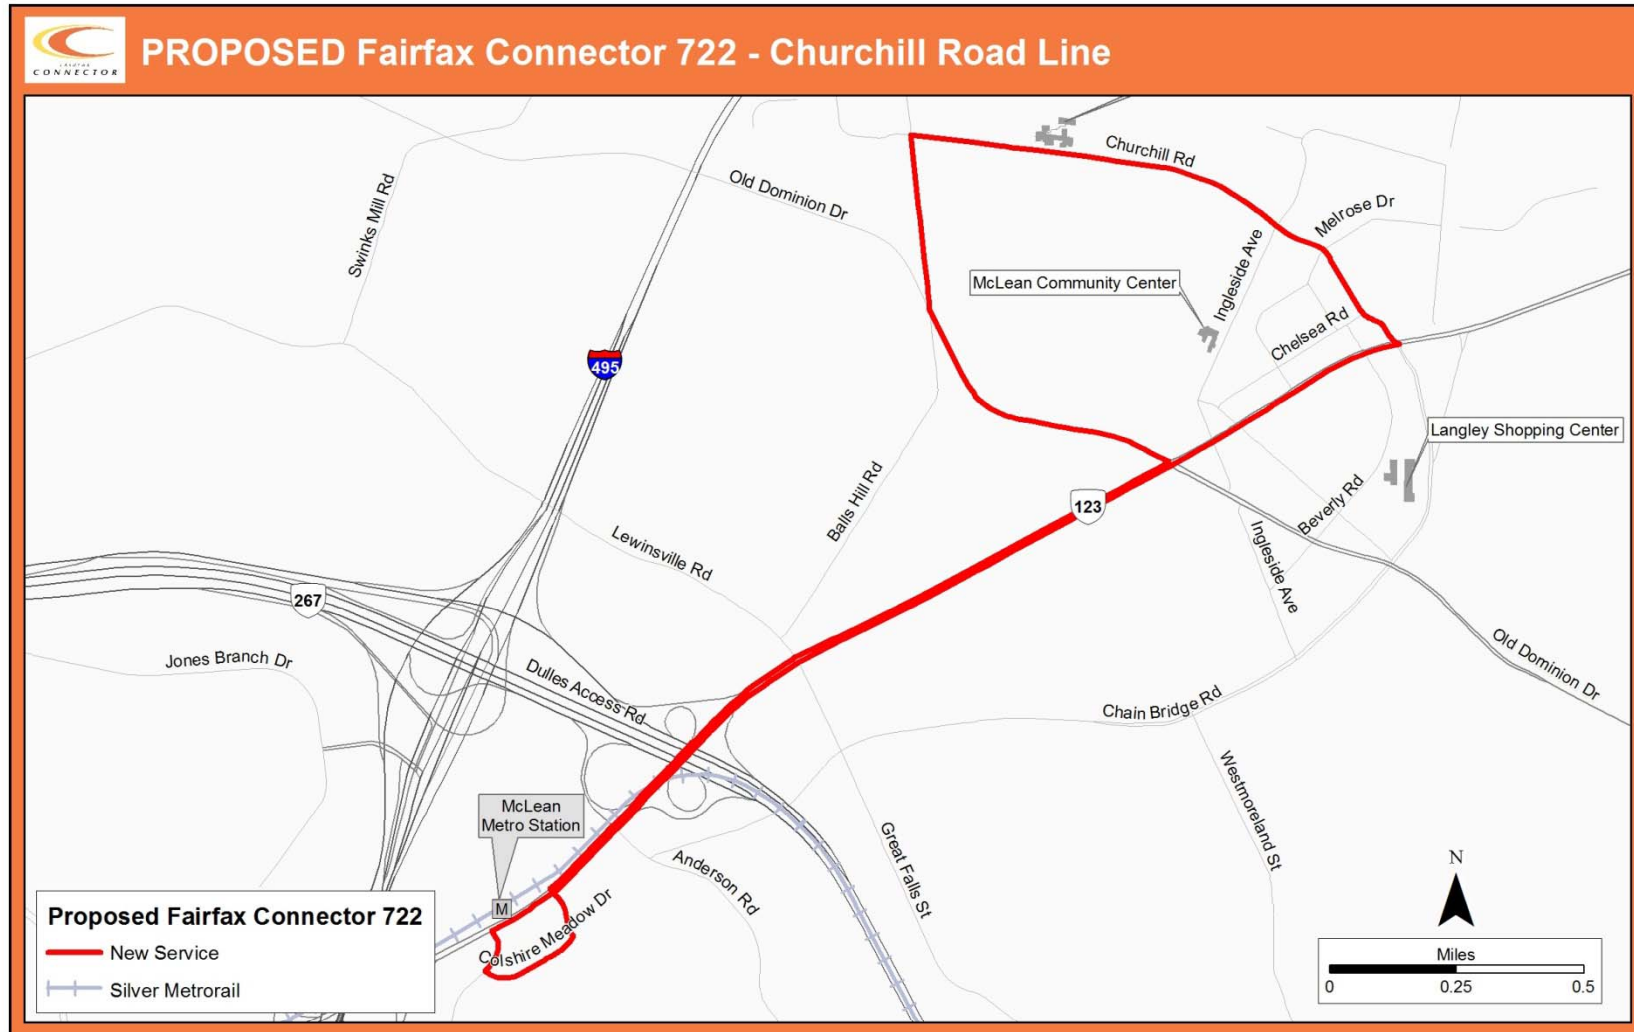 FAIRFAX
CONNECTOR
PROPOSED Fairfax Connector 722 - Churchill Road Line
Churchill Rd
Old Dominion Dr
Swinks Mill Rd
Melrose Dr
Ingleside Ave
McLean Community Center
Chelsea Rd
495
Langley Shopping Center
Balls Hill Rd
123
Beverly Rd
Ingleside Ave
Lewinsville Rd
267
Jones Branch Dr
Dulles Access Rd
Old Dominion Dr
Chain Bridge Rd
Westmoreland St
McLean
Metro Station
Great Falls St
Anderson Rd
M
Colshire Meadow Dr
N
Proposed Fairfax Connector 722
New Service
Silver Metrorail
Miles
0 0.25 0.5